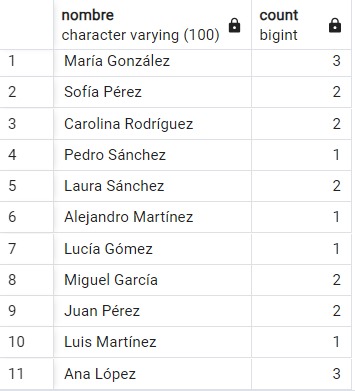 nombre count
character varying (100) bigint
1 María González 3
2 Sofía Pérez 2
3 Carolina Rodríguez 2
4 Pedro Sánchez 1
5 Laura Sánchez 2
6 Alejandro Martínez 1
7 Lucía Gómez 1
8 Miguel García 2
9 Juan Pérez 2
10 Luis Martínez 1
11 Ana López 3